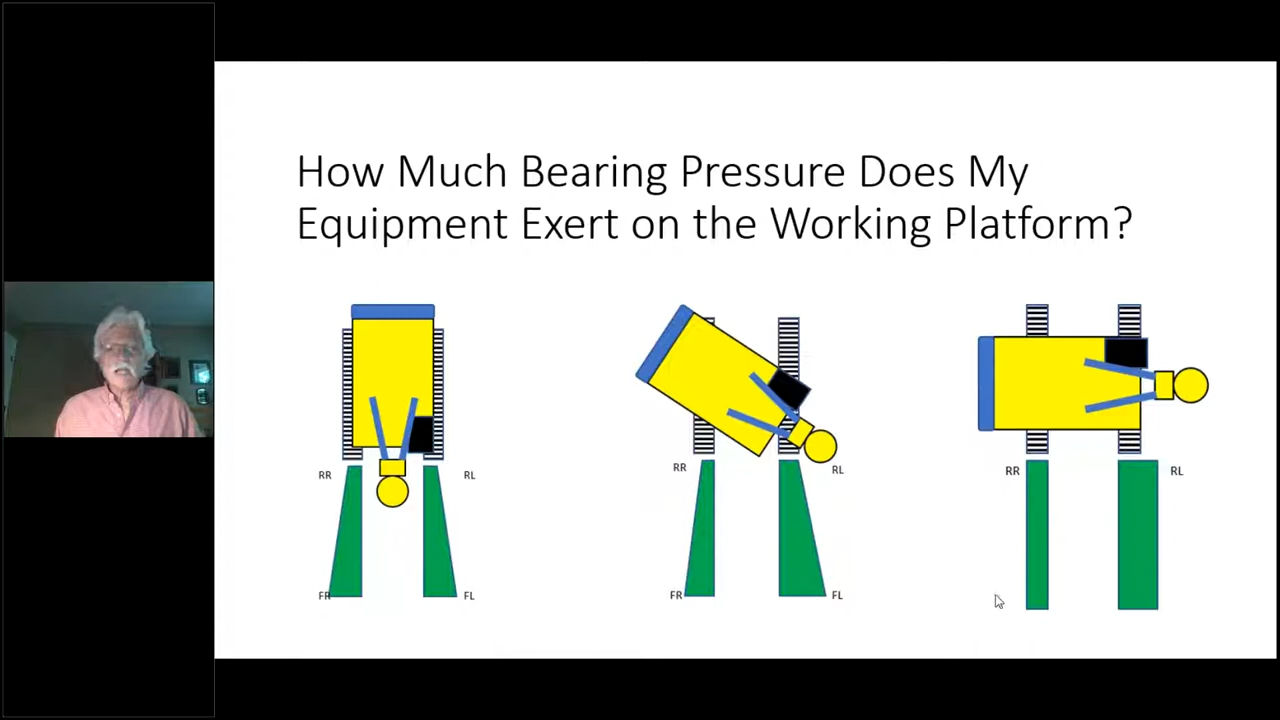 How Much Bearing Pressure Does My
Equipment Exert on the Working Platform?
RR
RL
FR
FL
RR
RL
FR
FL
RR
RL